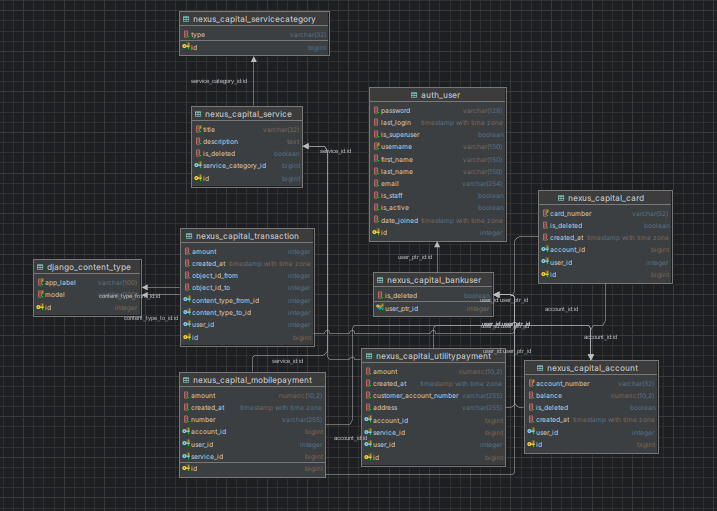 nexus_capital_servicecategory
type varchar(32)
id bigint
service_category_id:id
nexus_capital_service
title varchar(32)
description text
is_deleted boolean
service_category_id bigint
id bigint
service_id:id
auth_user
password varchar(128)
last_login timestamp with time zone
is_superuser boolean
username varchar(150)
first_name varchar(150)
last_name varchar(150)
email varchar(254)
is_staff boolean
is_active boolean
date_joined timestamp with time zone
id integer
user_ptr_id:id
nexus_capital_card
card_number varchar(32)
is_deleted boolean
created_at timestamp with time zone
account_id bigint
user_id integer
id bigint
account_id:id
nexus_capital_transaction
amount integer
created_at timestamp with time zone
object_id_from integer
object_id_to integer
content_type_from_id integer
content_type_to_id integer
user_id integer
id bigint
django_content_type
app_label varchar(100)
model
id integer
content_type_from_id:id
content_type_to_id:id
nexus_capital_bankuser
is_deleted boolean
user_ptr_id integer
user_id:user_ptr_id
user_id:user_ptr_id
account_id:id
user_id:user_ptr_id
service_id:id
nexus_capital_mobilepayment
amount numeric(10,2)
created_at timestamp with time zone
number varchar(255)
account_id bigint
user_id integer
service_id bigint
id bigint
account_id:id
nexus_capital_utilitypayment
amount numeric(10,2)
created_at timestamp with time zone
customer_account_number varchar(255)
address varchar(255)
account_id bigint
service_id bigint
user_id integer
id bigint
nexus_capital_account
account_number varchar(32)
balance numeric(10,2)
is_deleted boolean
created_at timestamp with time zone
user_id integer
id bigint